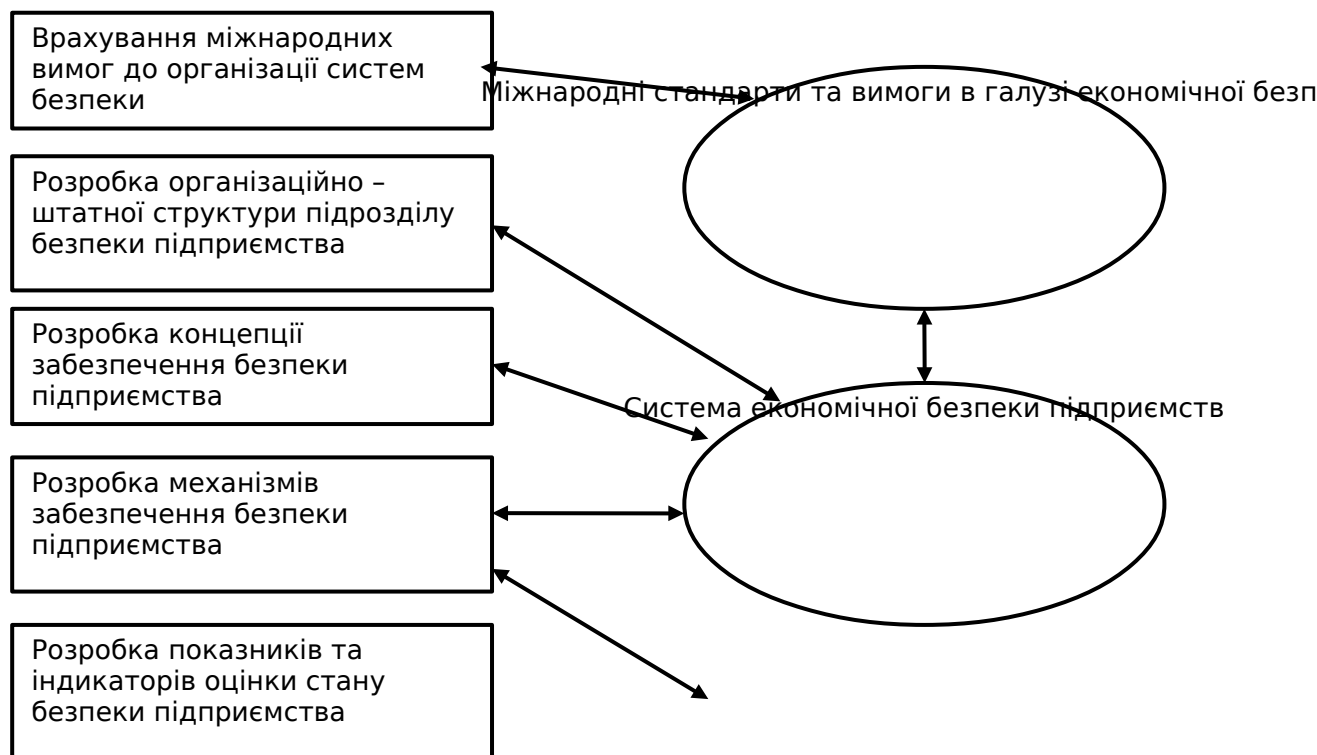 Врахування міжнародних
вимог до організації систем
безпеки
Міжнародні стандарти та вимоги в галузі економічної безп
Розробка організаційно –
штатної структури підрозділу
безпеки підприємства
Розробка концепції
забезпечення безпеки
підприємства
Система економічної безпеки підприємств
Розробка механізмів
забезпечення безпеки
підприємства
Розробка показників та
індикаторів оцінки стану
безпеки підприємства